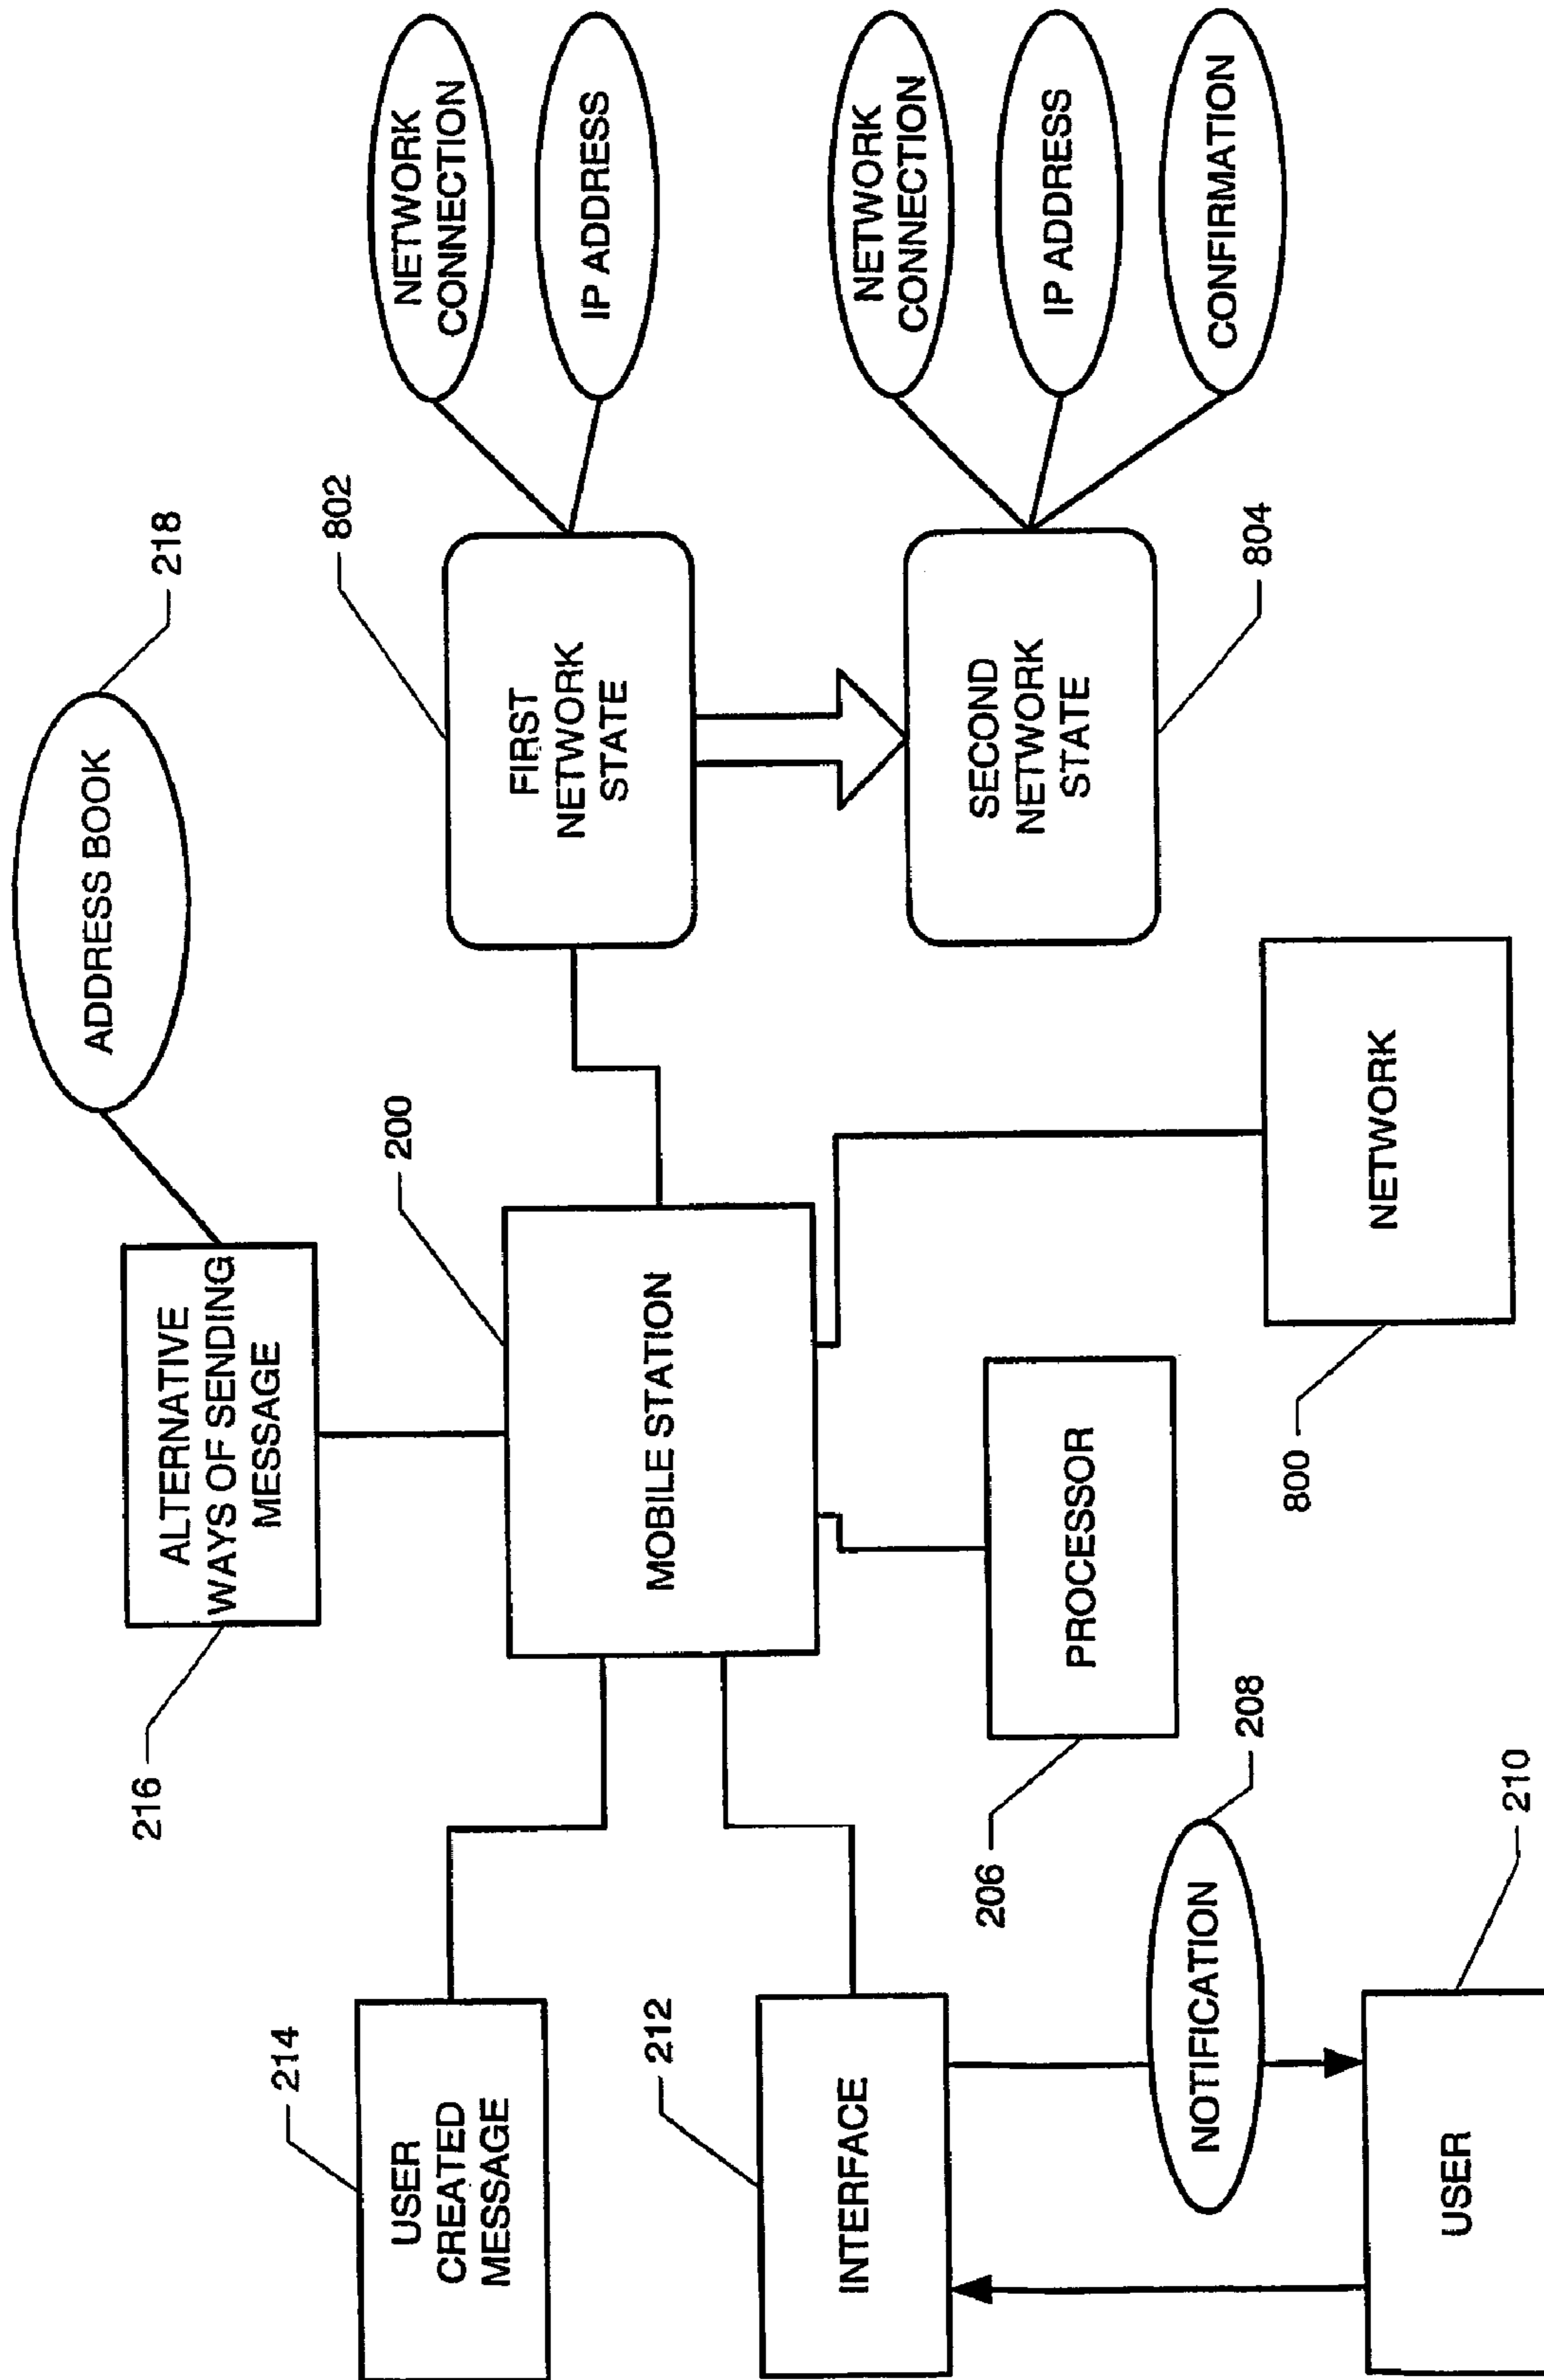 218
ADDRESS BOOK
216
ALTERNATIVE
WAYS OF SENDING
MESSAGE
214
USER
CREATED
MESSAGE
200
MOBILE STATION
802
FIRST
NETWORK
STATE
NETWORK
CONNECTION
IP ADDRESS
212
INTERFACE
206
PROCESSOR
SECOND
NETWORK
STATE
804
NETWORK
CONNECTION
IP ADDRESS
CONFIRMATION
NOTIFICATION
208
800
NETWORK
USER
210